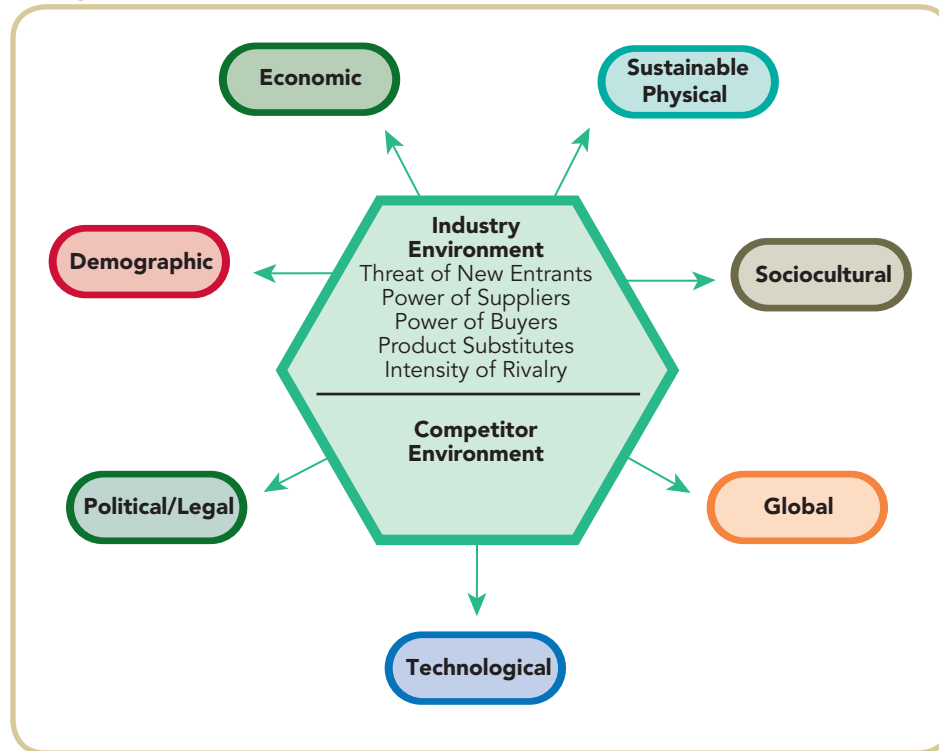 Economic
Sustainable
Physical
Industry
Environment
Threat of New Entrants
Power of Suppliers
Power of Buyers
Product Substitutes
Intensity of Rivalry
Demographic
Sociocultural
Competitor
Environment
Political/Legal
Global
Technological